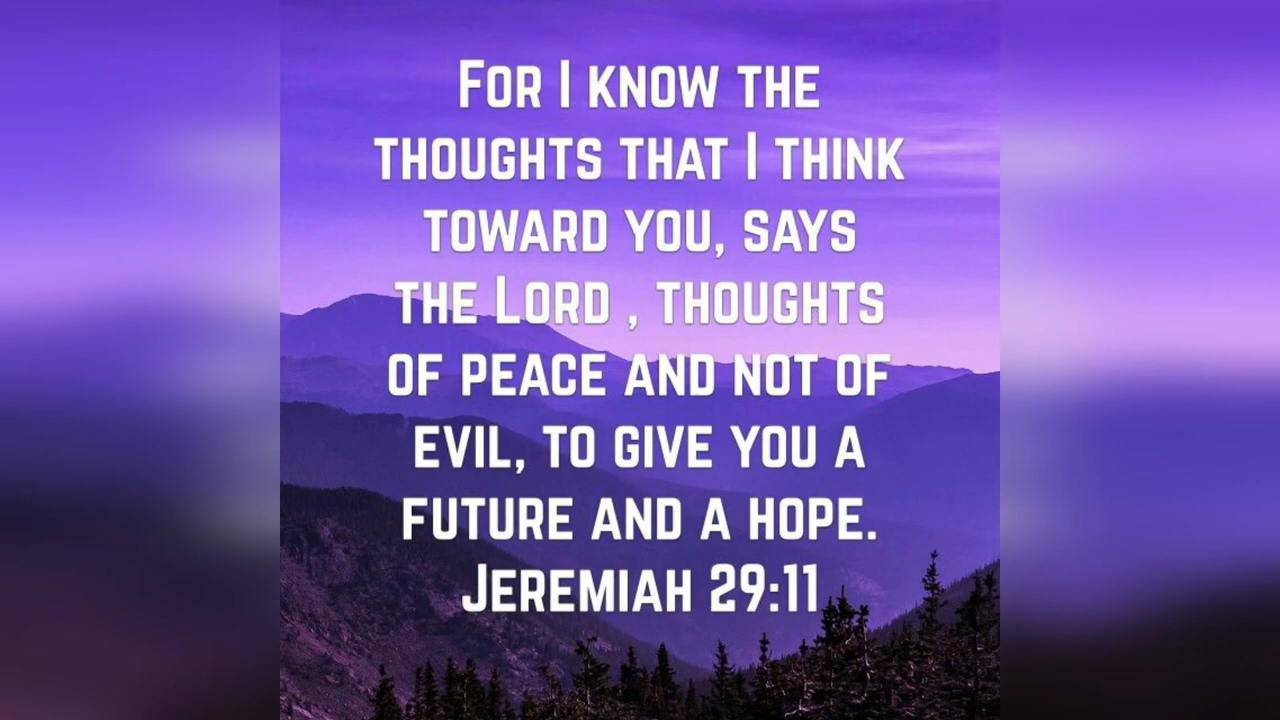 For I know the
thoughts that I think
toward you, says
the Lord , thoughts
of peace and not of
evil, to give you a
future and a hope.
Jeremiah 29:11